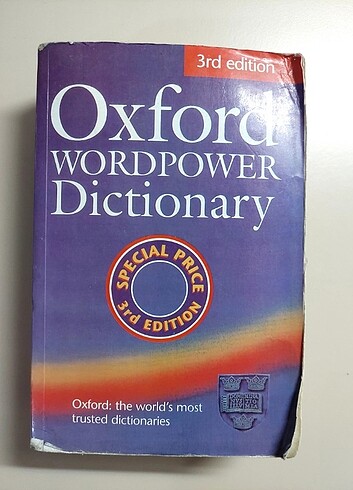 3rd edition
Oxford
WORDPOWER
Dictionary
SPECIAL PRICE
3rd EDITION
Oxford: the world's most
trusted dictionaries